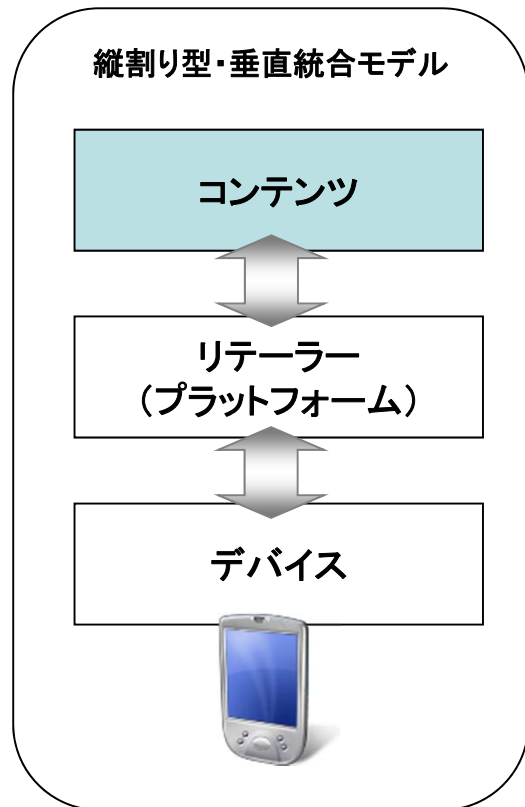 縦割り型・垂直統合モデル
コンテンツ
リテーラー
（プラットフォーム）
デバイス